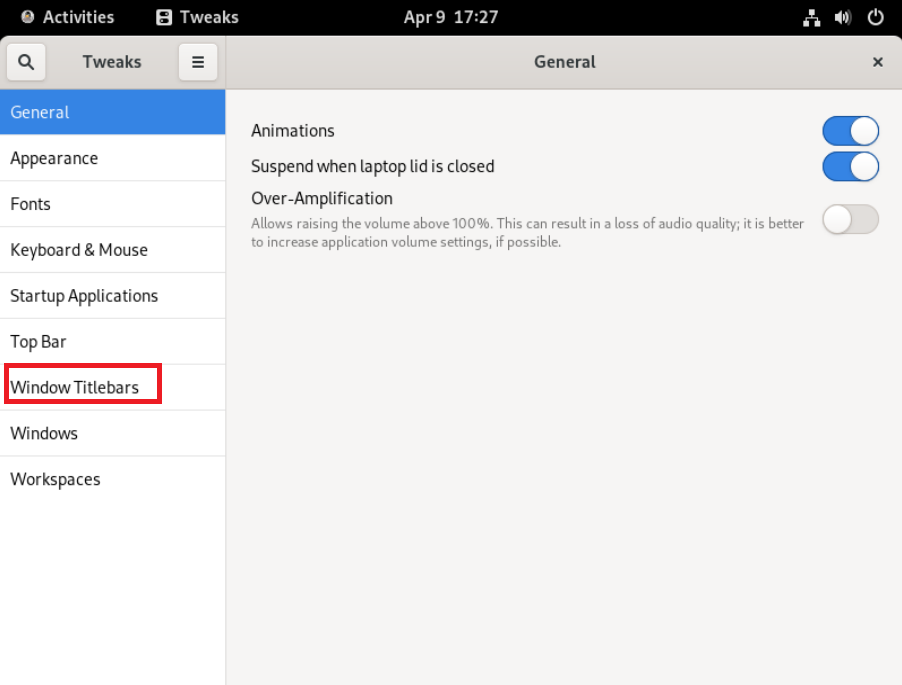 Activities Tweaks Apr 9 17:27
Tweaks General
General
Appearance
Fonts
Keyboard & Mouse
Startup Applications
Top Bar
Window Titlebars
Windows
Workspaces
Animations
Suspend when laptop lid is closed
Over-Amplification
Allows raising the volume above 100%. This can result in a loss of audio quality; it is better
to increase application volume settings, if possible.